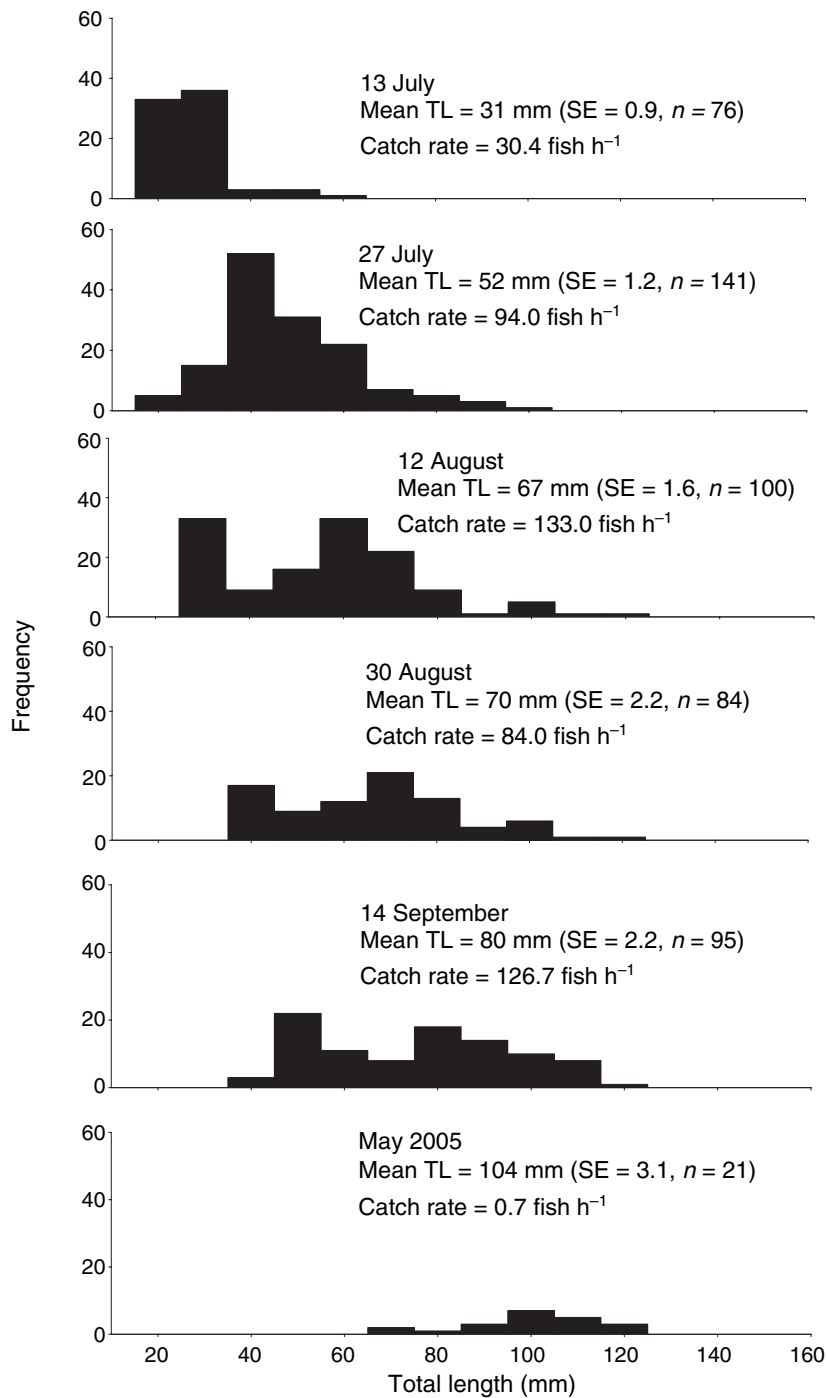 60
40
20
0
13 July
Mean TL = 31 mm (SE = 0.9, n = 76)
Catch rate = 30.4 fish h⁻¹
60
40
20
0
27 July
Mean TL = 52 mm (SE = 1.2, n = 141)
Catch rate = 94.0 fish h⁻¹
60
40
20
0
12 August
Mean TL = 67 mm (SE = 1.6, n = 100)
Catch rate = 133.0 fish h⁻¹
Frequency
60
40
20
0
30 August
Mean TL = 70 mm (SE = 2.2, n = 84)
Catch rate = 84.0 fish h⁻¹
60
40
20
0
14 September
Mean TL = 80 mm (SE = 2.2, n = 95)
Catch rate = 126.7 fish h⁻¹
60
40
20
0
May 2005
Mean TL = 104 mm (SE = 3.1, n = 21)
Catch rate = 0.7 fish h⁻¹
20 40 60 80 100 120 140 160
Total length (mm)